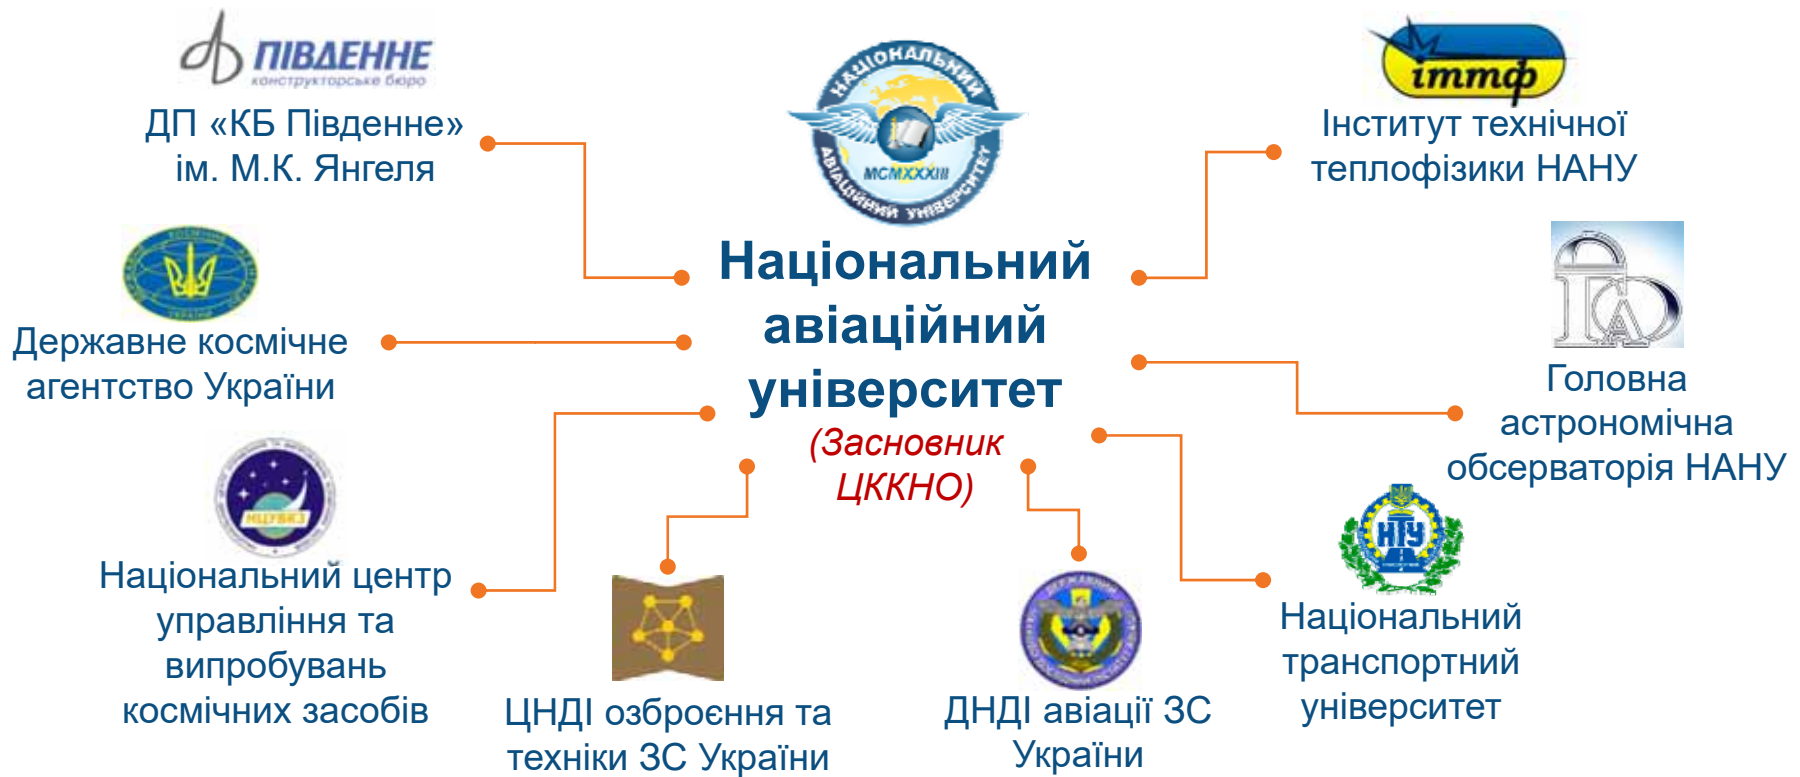 ПІВДЕННЕ
конструкторське бюро
ДП «КБ Південне»
ім. М.К. Янгеля
НАЦІОНАЛЬНИЙ
АВІАЦІЙНИЙ УНІВЕРСИТЕТ
MCMXXXIII
Національний
авіаційний
університет
(Засновник
ЦККНО)
іттф
Інститут технічної
теплофізики НАНУ
Державне космічне
агентство України
Головна
астрономічна
обсерваторія НАНУ
НЦУВКЗ
Національний центр
управління та
випробувань
космічних засобів
ЦНДІ озброєння та
техніки ЗС України
ДНДІ авіації ЗС
України
НТУ
Національний
транспортний
університет